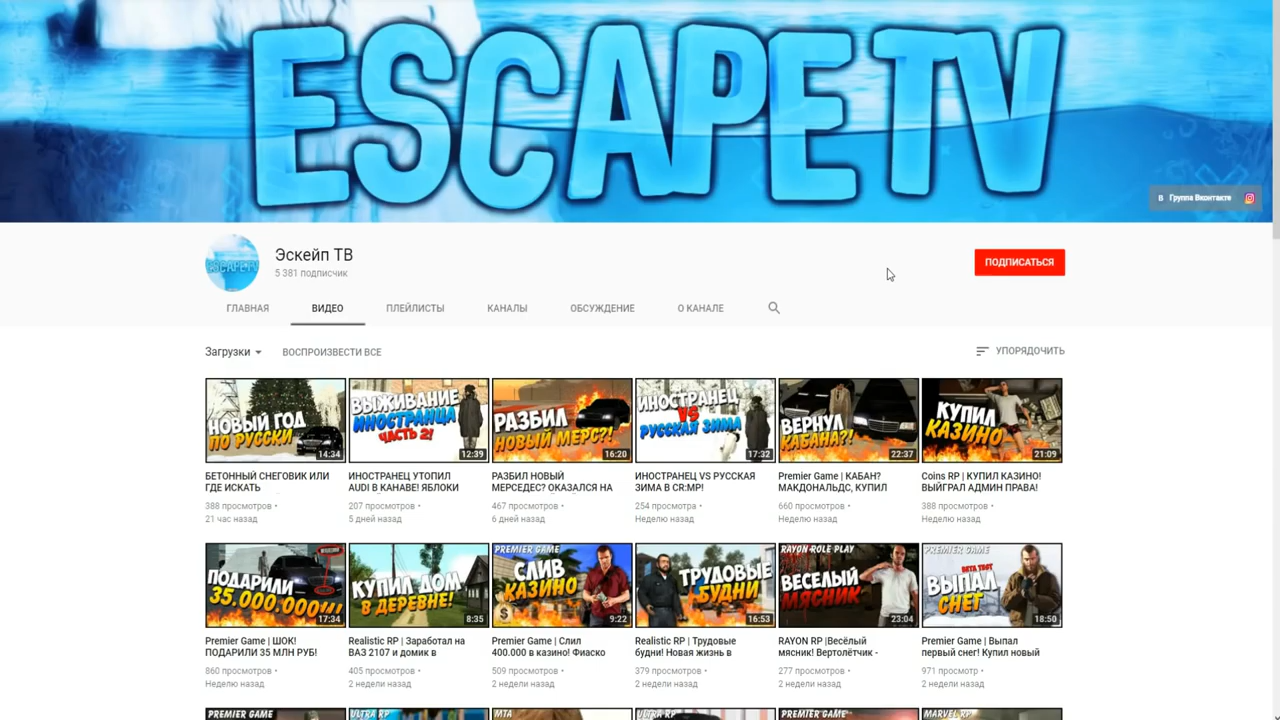 ESCAPETV
B Группа Вконтакте
ESCAPETV
Эскейп ТВ
5 381 подписчик
ПОДПИСАТЬСЯ
ГЛАВНАЯ ВИДЕО ПЛЕЙЛИСТЫ КАНАЛЫ ОБСУЖДЕНИЕ О КАНАЛЕ
Загрузки ВОСПРОИЗВЕСТИ ВСЕ УПОРЯДОЧИТЬ
НОВЫЙ ГОД
ПО РУССКИ
14:34
ВЫЖИВАНИЕ
ИНОСТРАНЦА
ЧАСТЬ 2!
12:39
РАЗБИЛ
НОВЫЙ МЕРС?!
16:20
ИНОСТРАНЕЦ
VS
РУССКАЯ ЗИМА
17:32
ВЕРНУЛ
КАБАНА?!
22:37
КУПИЛ
КАЗИНО
21:09
БЕТОННЫЙ СНЕГОВИК ИЛИ
ГДЕ ИСКАТЬ
388 просмотров •
21 час назад
ИНОСТРАНЕЦ УТОПИЛ
AUDI В КАНАВЕ! ЯБЛОКИ
207 просмотров •
5 дней назад
РАЗБИЛ НОВЫЙ
МЕРСЕДЕС? ОКАЗАЛСЯ НА
467 просмотров •
6 дней назад
ИНОСТРАНЕЦ VS РУССКАЯ
ЗИМА В CR:MP!
254 просмотра •
Неделю назад
Premier Game | КАБАН?
МАКДОНАЛЬДС, КУПИЛ
660 просмотров •
Неделю назад
Coins RP | КУПИЛ КАЗИНО!
ВЫЙГРАЛ АДМИН ПРАВА!
388 просмотров •
Неделю назад
ПОДАРИЛИ
35.000.000!!!
17:34
КУПИЛ ДОМ
В ДЕРЕВНЕ!
8:35
PREMIER GAME
СЛИВ
КАЗИНО
$
9:22
ТРУДОВЫЕ
БУДНИ
16:53
RAYON ROLE PLAY
ВЕСЕЛЫЙ
МЯСНИК
23:04
PREMIER GAME
BETA TEST
ВЫПАЛ
СНЕГ
18:50
Premier Game | ШОК!
ПОДАРИЛИ 35 МЛН РУБ!
860 просмотров •
Неделю назад
Realistic RP | Заработал на
ВАЗ 2107 и домик в
405 просмотров •
2 недели назад
Premier Game | Слил
400.000 в казино! Фиаско
509 просмотров •
2 недели назад
Realistic RP | Трудовые
будни! Новая жизнь в
379 просмотров •
2 недели назад
RAYON RP |Весёлый
мясник! Вертолётчик -
277 просмотров •
2 недели назад
Premier Game | Выпал
первый снег! Купил новый
971 просмотр •
2 недели назад
PREMIER GAME
ULTRA RP
MTA
ULTRA RP
PREMIER GAME
MARVEL RP